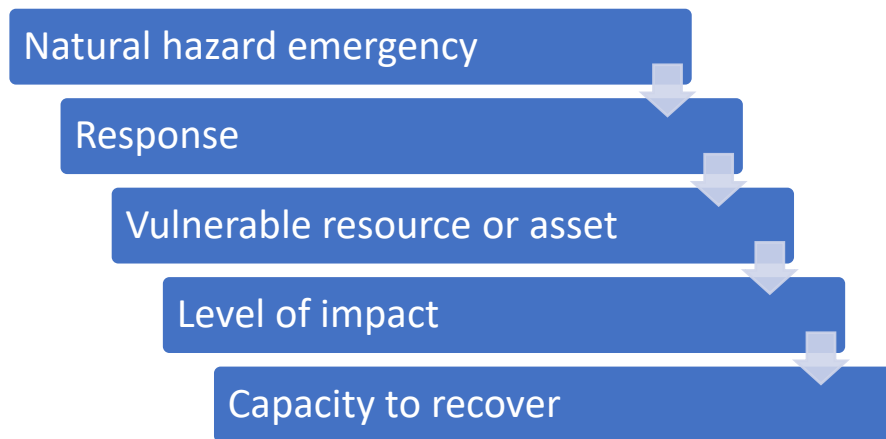 Natural hazard emergency
Response
Vulnerable resource or asset
Level of impact
Capacity to recover